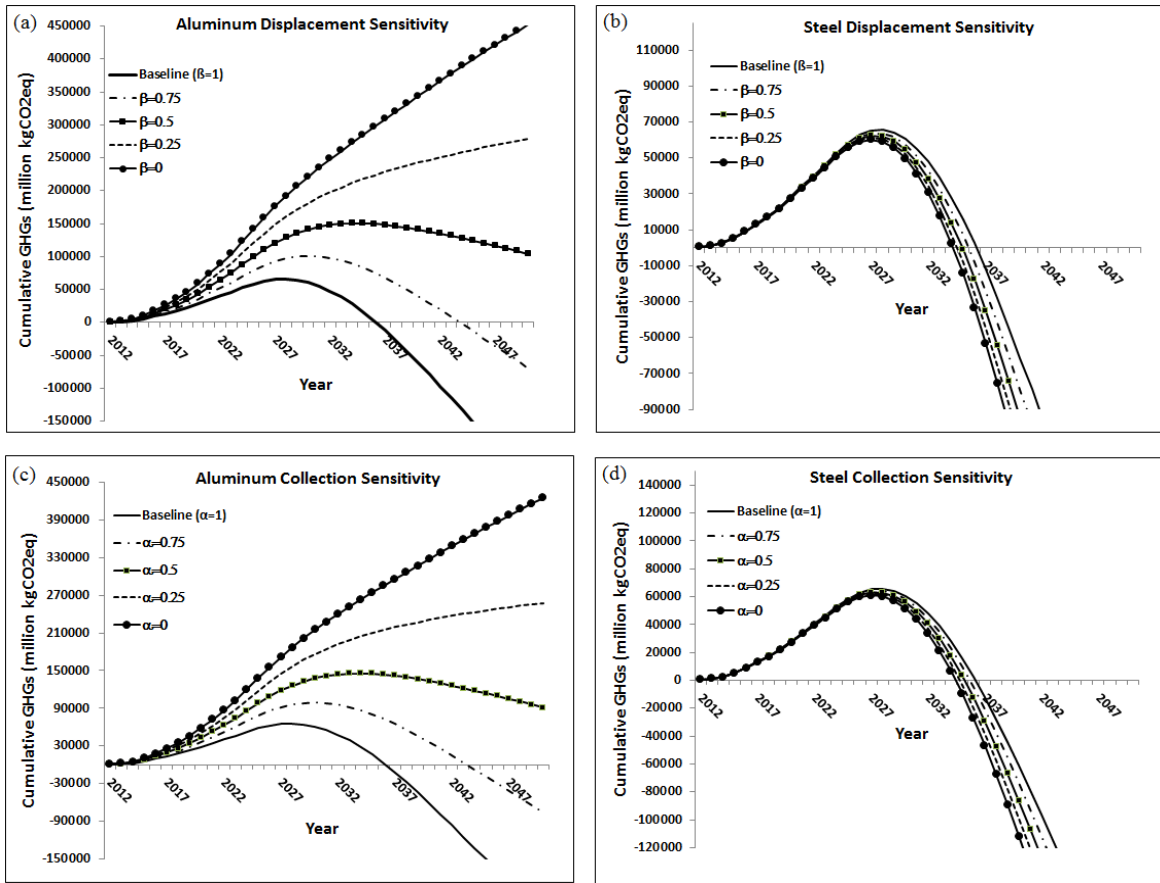 (a)
Aluminum Displacement Sensitivity
Cumulative GHGs (million kgCO2eq)
450000
400000
350000
300000
250000
200000
150000
100000
50000
0
-50000
-100000
-150000
Baseline (ß=1)
β=0.75
β=0.5
β=0.25
β=0
2012
2017
2022
2027
2032
2037
2042
2047
Year
(b)
Steel Displacement Sensitivity
Cumulative GHGs (million kgCO2eq)
110000
90000
70000
50000
30000
10000
-10000
-30000
-50000
-70000
-90000
Baseline (ß=1)
β=0.75
β=0.5
β=0.25
β=0
2012
2017
2022
2027
2032
2037
2042
2047
Year
(c)
Aluminum Collection Sensitivity
Cumulative GHGs (million kgCO2eq)
450000
390000
330000
270000
210000
150000
90000
30000
-30000
-90000
-150000
Baseline (α=1)
α=0.75
α=0.5
α=0.25
α=0
2012
2017
2022
2027
2032
2037
2042
2047
Year
(d)
Steel Collection Sensitivity
Cumulative GHGs (million kgCO2eq)
140000
120000
100000
80000
60000
40000
20000
0
-20000
-40000
-60000
-80000
-100000
-120000
Baseline (α=1)
α=0.75
α=0.5
α=0.25
α=0
2012
2017
2022
2027
2032
2037
2042
2047
Year